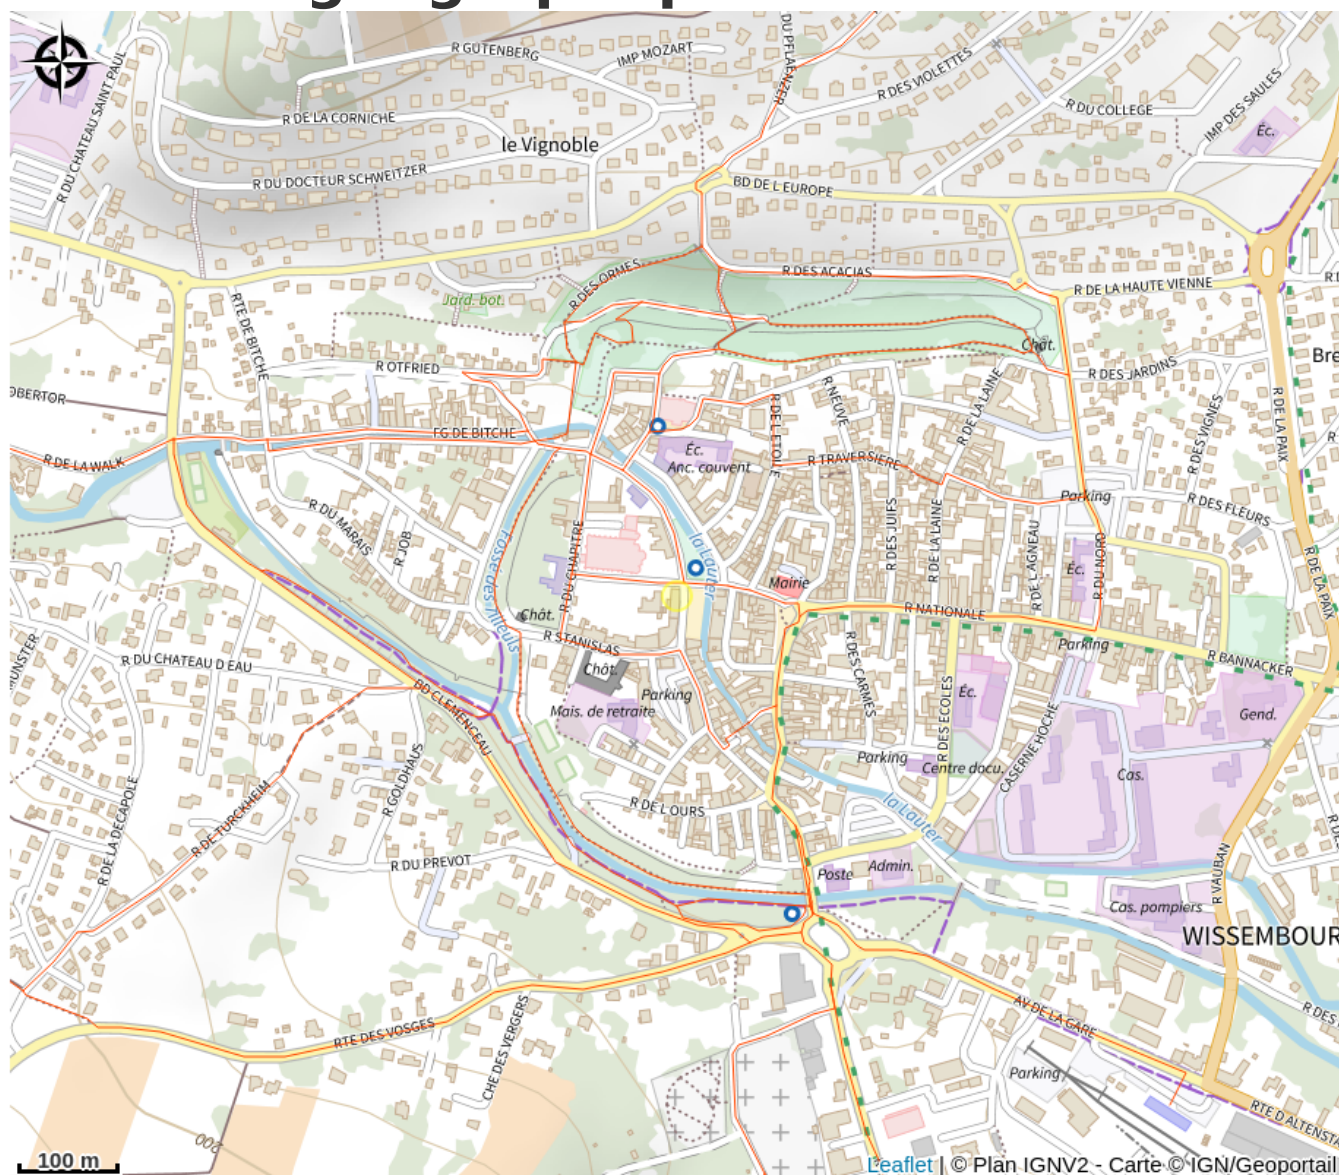 R GUTENBERG
IMP MOZART
DU PFLAENZER
R DES VIOLETTES
R DU COLLEGE
IMP DES SAULES
Éc.
R DU CHATEAU SAINT PAUL
R DE LA CORNICHE
le Vignoble
R DU DOCTEUR SCHWEITZER
BD DE L EUROPE
R DES ORMES
R DES ACACIAS
R DE LA HAUTE VIENNE
Jard. bot.
RTE DE BITCHE
Chât.
Bre
R OTFRIED
R DES JARDINS
OBERTOR
R NEUVE
R DE LA LAINE
R DE LA PAIX
R DE L ETOILE
R DES VIGNES
FG DE BITCHE
Éc.
Anc. couvent
R TRAVERSIERE
R DE LA WALK
Parking
R DES FLEURS
R DU MARAIS
R JOB
Fossé des Tilleuls
R DU CHAPITRE
la Lauter
R DES JUIFS
R DE LA LAINE
R DE L AGNEAU
R DU NORD
Éc.
R DE LA PAIX
Mairie
R NATIONALE
Chât.
R STANISLAS
Parking
R BANNACKER
MUNSTER
R DU CHATEAU D EAU
Chât.
Parking
Mais. de retraite
R DES CARMES
R DES ECOLES
Éc.
Gend.
BD CLEMENCEAU
R GOLDHAUS
Parking
Centre docu.
CASERNE HOCHE
Cas.
R DE LA DECAPOLE
R DE TURCKHEIM
R DE L'OURS
la Lauter
R DU PREVOT
Poste
Admin.
R VAUBAN
Cas. pompiers
WISSEMBOUR
AV DE LA GARE
R DES
RTE DES VOSGES
CHE DES VERGERS
Parking
RTE D ALTENSTA
200
100 m
Leaflet | © Plan IGNV2 - Carte © IGN/Geoportail